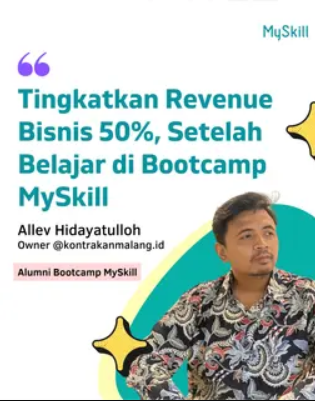 MySkill
Tingkatkan Revenue
Bisnis 50%, Setelah
Belajar di Bootcamp
MySkill
Allev Hidayatulloh
Owner @kontrakanmalang.id
Alumni Bootcamp MySkill